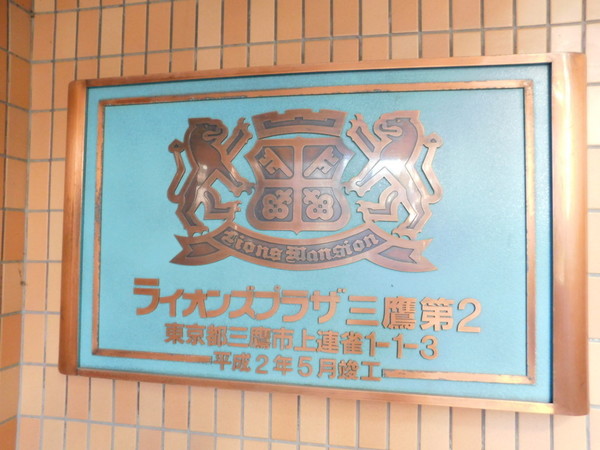 Lions Mansion
ライオンズプラザ三鷹第2
東京都三鷹市上連雀1-1-3
平成2年5月竣工